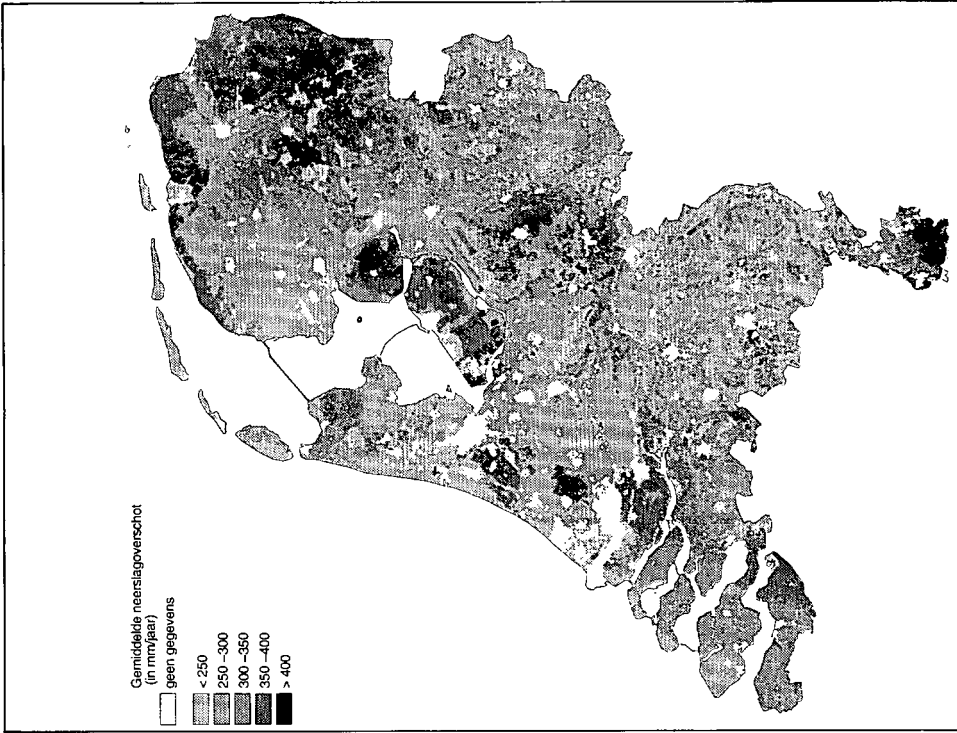 Gemiddelde neerslagoverschot
(in mm/jaar)
geen gegevens
< 250
250 –300
300 –350
350 –400
> 400